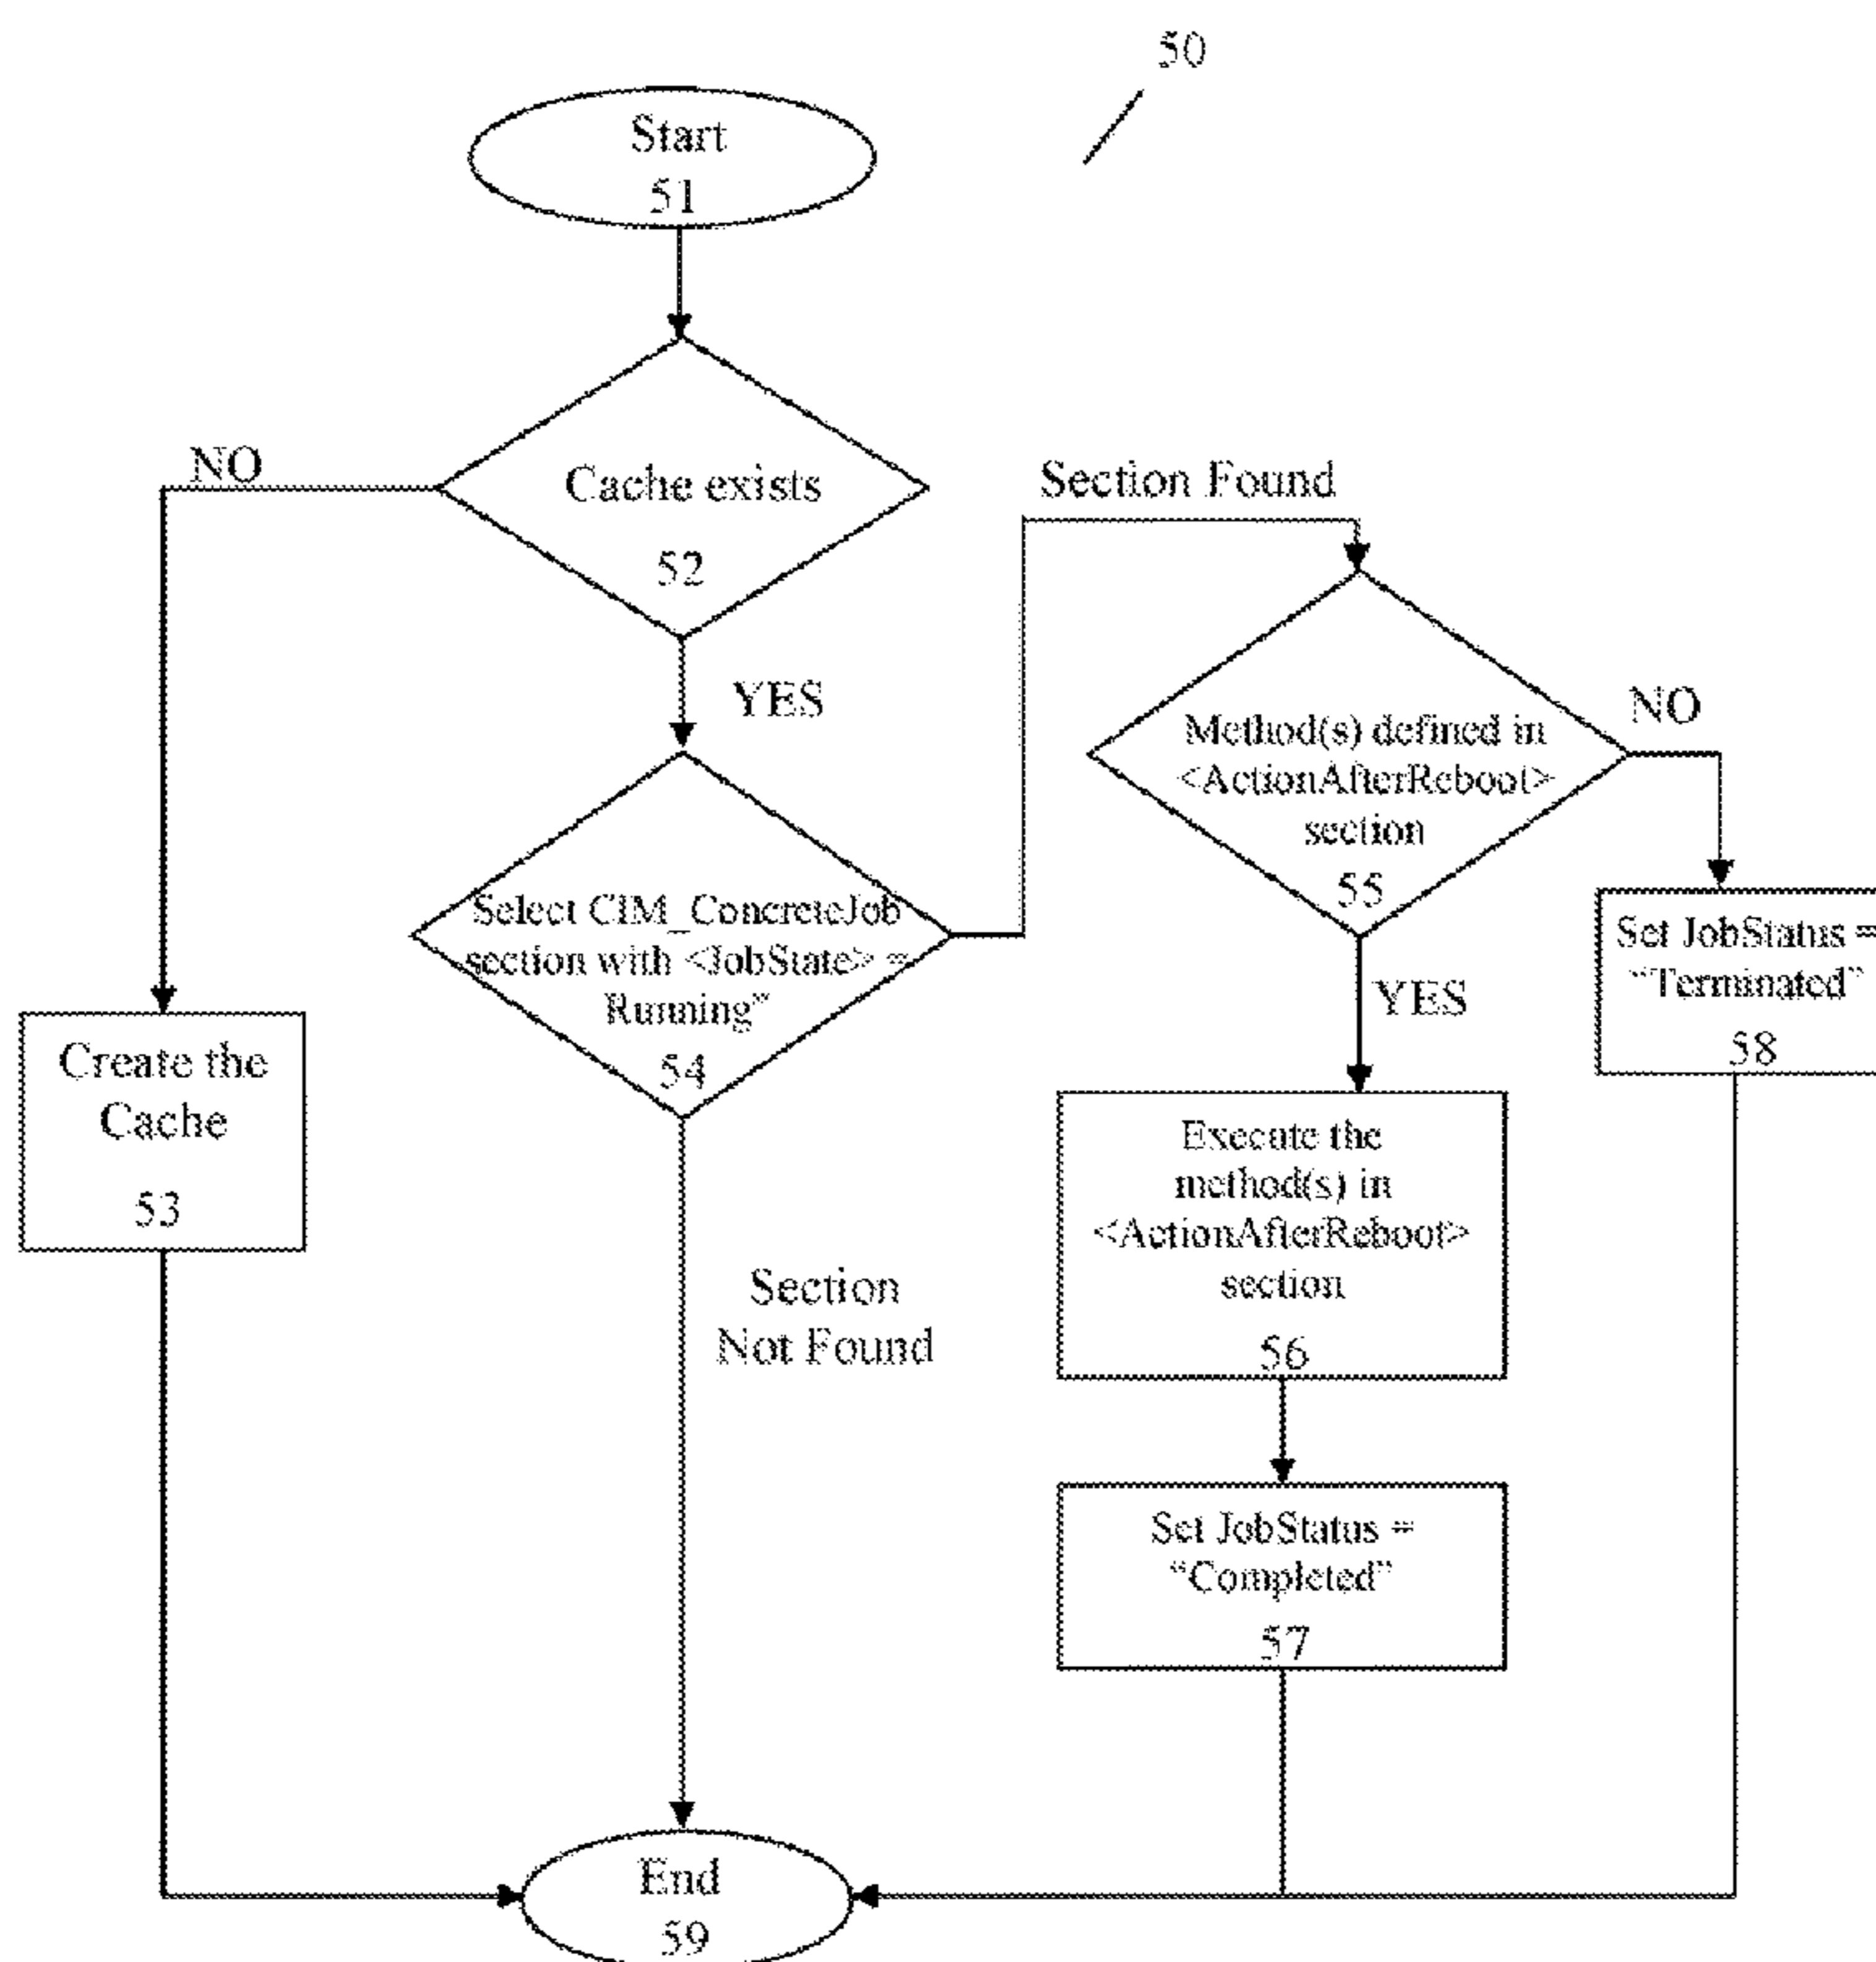 50
Start
51
NO
Cache exists
52
Section Found
YES
Method(s) defined in
<ActionAfterReboot>
section
55
NO
Select CIM_ConcreteJob
section with <JobState> =
Running”
54
Set JobStatus =
“Terminated”
58
YES
Create the
Cache
53
Execute the
method(s) in
<ActionAfterReboot>
section
56
Section
Not Found
Set JobStatus =
“Completed”
57
End
59